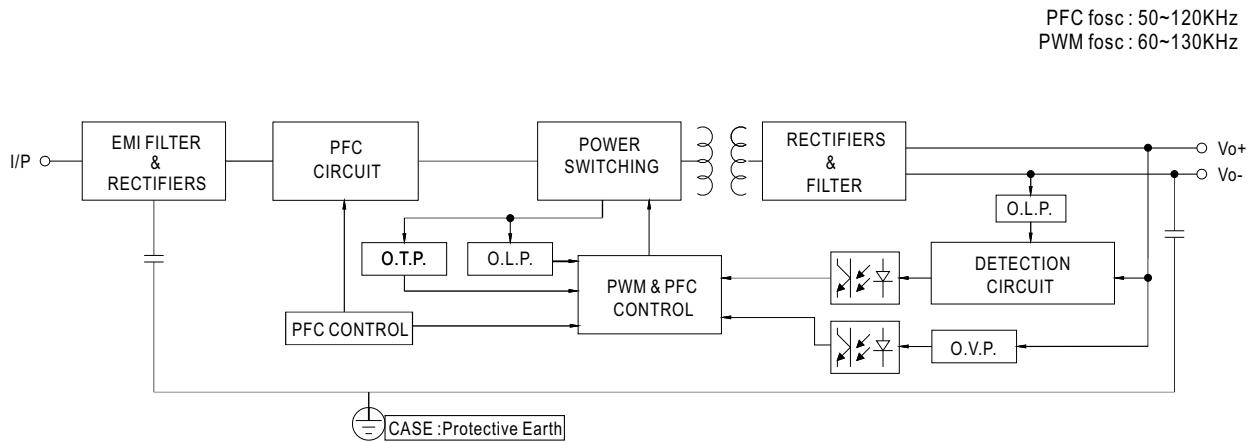 PFC fosc : 50~120KHz
PWM fosc : 60~130KHz
I/P
EMI FILTER
&
RECTIFIERS
PFC
CIRCUIT
POWER
SWITCHING
RECTIFIERS
&
FILTER
Vo+
Vo-
O.L.P.
O.T.P.
O.L.P.
PWM & PFC
CONTROL
DETECTION
CIRCUIT
PFC CONTROL
O.V.P.
CASE :Protective Earth